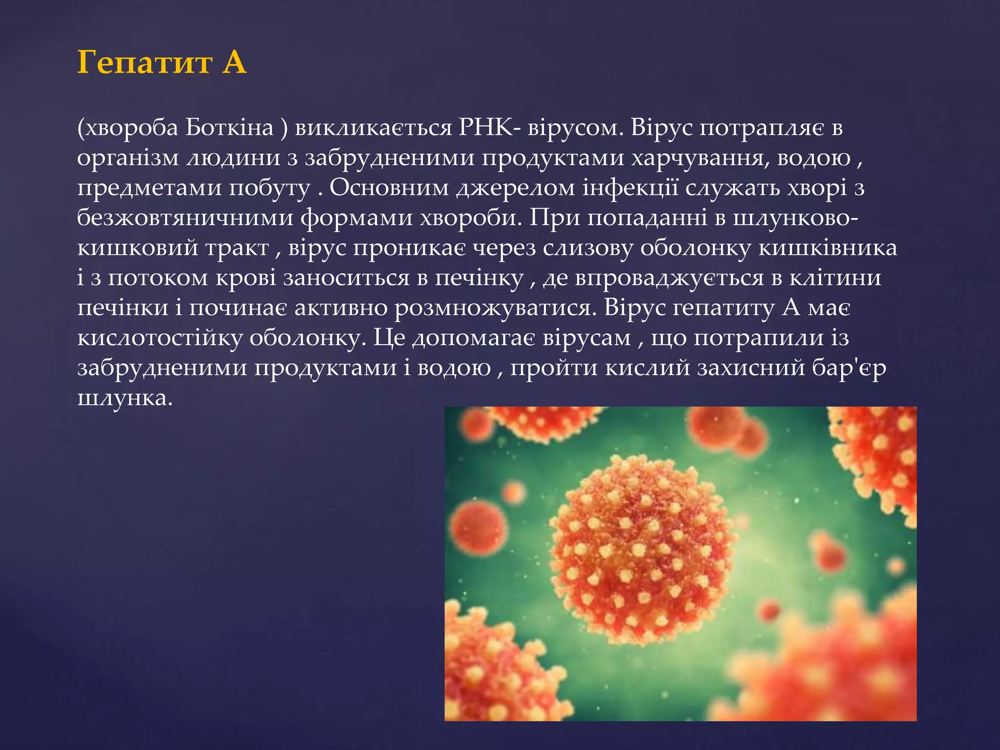 Гепатит А
(хвороба Боткіна ) викликається РНК- вірусом. Вірус потрапляє в
організм людини з забрудненими продуктами харчування, водою ,
предметами побуту . Основним джерелом інфекції служать хворі з
безжовтяничними формами хвороби. При попаданні в шлунково-
кишковий тракт , вірус проникає через слизову оболонку кишківника
і з потоком крові заноситься в печінку , де впроваджується в клітини
печінки і починає активно розмножуватися. Вірус гепатиту А має
кислотостійку оболонку. Це допомагає вірусам , що потрапили із
забрудненими продуктами і водою , пройти кислий захисний бар'єр
шлунка.